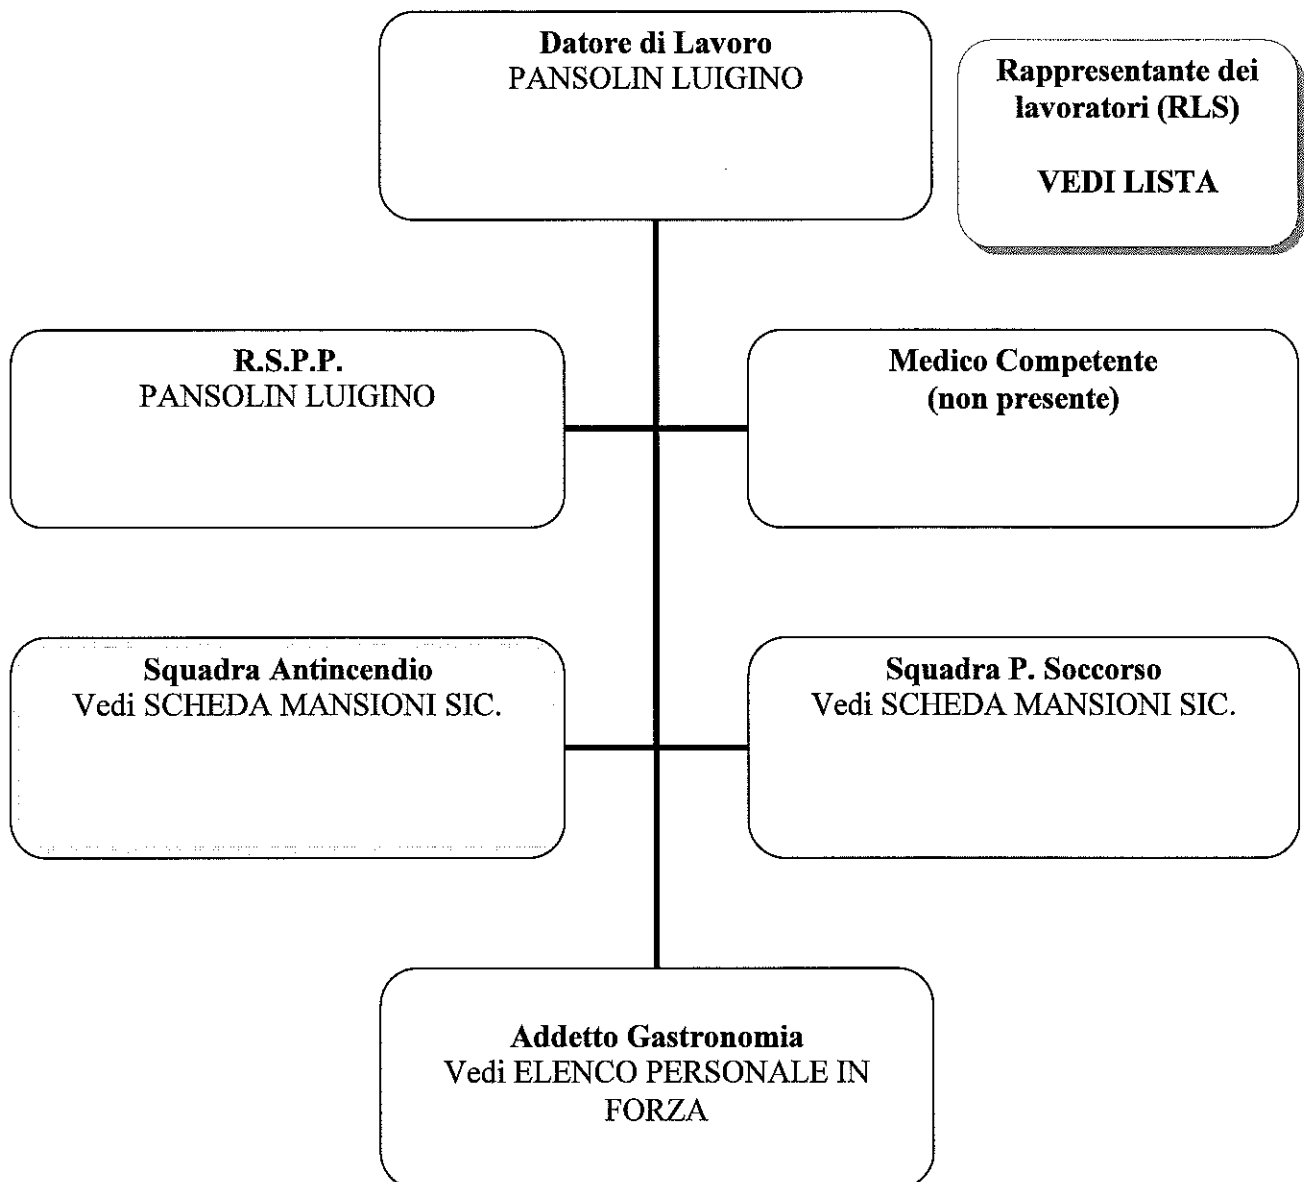 Datore di Lavoro
PANSOLIN LUIGINO
Rappresentante dei
lavoratori (RLS)
VEDI LISTA
R.S.P.P.
PANSOLIN LUIGINO
Medico Competente
(non presente)
Squadra Antincendio
Vedi SCHEDA MANSIONI SIC.
Squadra P. Soccorso
Vedi SCHEDA MANSIONI SIC.
Addetto Gastronomia
Vedi ELENCO PERSONALE IN
FORZA